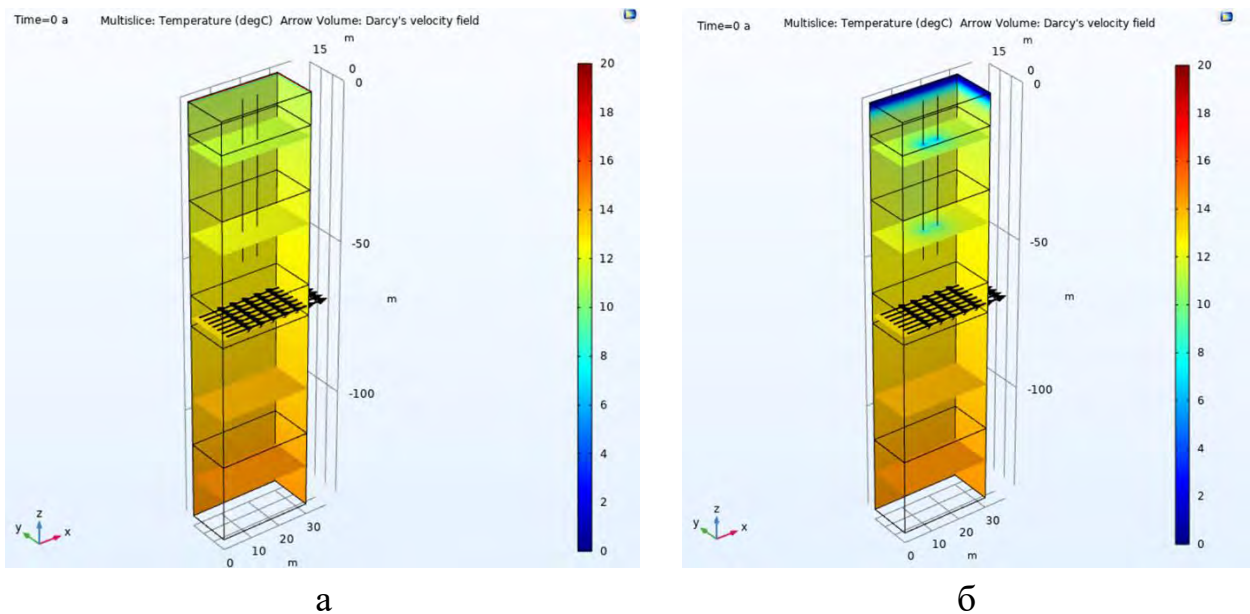 Time=0 a Multislice: Temperature (degC) Arrow Volume: Darcy's velocity field
m
15
0
0
-50
m
-100
30
20
10
0
m
z
y
x
20
18
16
14
12
10
8
6
4
2
0
а
Time=0 a Multislice: Temperature (degC) Arrow Volume: Darcy's velocity field
m
15
0
0
-50
m
-100
30
20
10
0
m
z
y
x
20
18
16
14
12
10
8
6
4
2
0
б